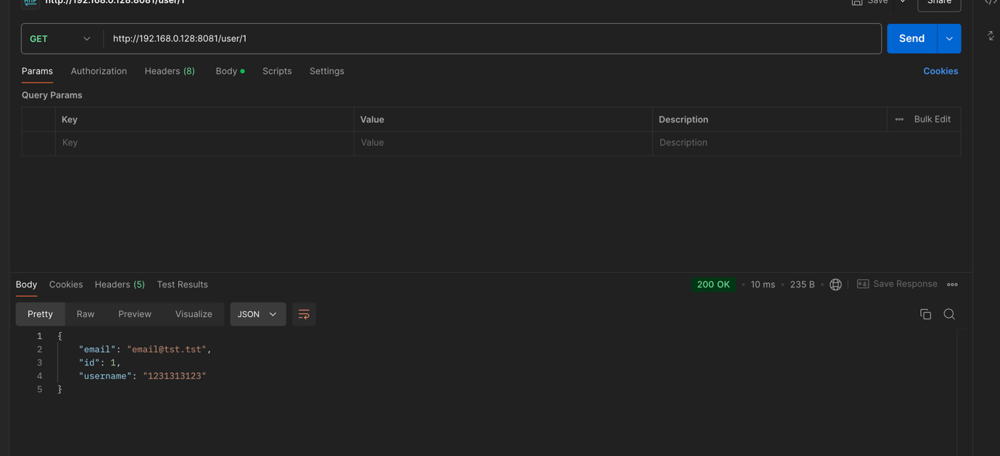 HTTP http://192.168.0.128:8081/user/1 Save Share
GET http://192.168.0.128:8081/user/1 Send
Params Authorization Headers (8) Body Scripts Settings Cookies
Query Params
Key Value Description Bulk Edit
Key Value Description
Body Cookies Headers (5) Test Results 200 OK 10 ms 235 B e.g. Save Response
Pretty Raw Preview Visualize JSON
1 {
2 "email": "email@tst.tst",
3 "id": 1,
4 "username": "1231313123"
5 }